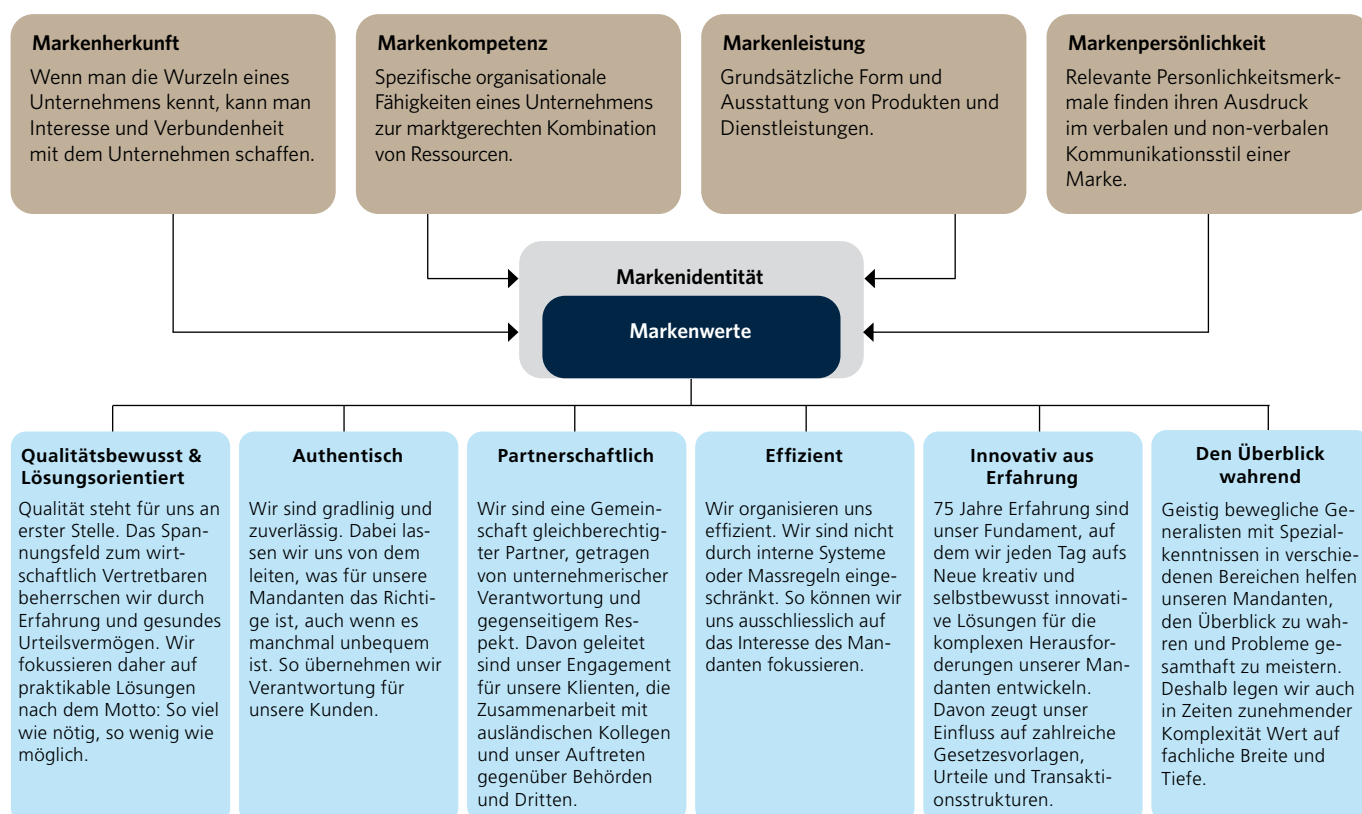 Markenherkunft
Wenn man die Wurzeln eines
Unternehmens kennt, kann man
Interesse und Verbundenheit
mit dem Unternehmen schaffen.
Markenkompetenz
Spezifische organisationale
Fähigkeiten eines Unternehmens
zur marktgerechten Kombination
von Ressourcen.
Markenleistung
Grundsätzliche Form und
Ausstattung von Produkten und
Dienstleistungen.
Markenpersönlichkeit
Relevante Personlichkeitsmerk-
male finden ihren Ausdruck
im verbalen und non-verbalen
Kommunikationsstil einer
Marke.
Markenidentität
Markenwerte
Qualitätsbewusst &
Lösungsorientiert
Qualität steht für uns an
erster Stelle. Das Span-
nungsfeld zum wirt-
schaftlich Vertretbaren
beherrschen wir durch
Erfahrung und gesundes
Urteilsvermögen. Wir
fokussieren daher auf
praktikable Lösungen
nach dem Motto: So viel
wie nötig, so wenig wie
möglich.
Authentisch
Wir sind gradlinig und
zuverlässig. Dabei las-
sen wir uns von dem
leiten, was für unsere
Mandanten das Richti-
ge ist, auch wenn es
manchmal unbequem
ist. So übernehmen wir
Verantwortung für
unsere Kunden.
Partnerschaftlich
Wir sind eine Gemein-
schaft gleichberechtig-
ter Partner, getragen
von unternehmerischer
Verantwortung und
gegenseitigem Res-
pekt. Davon geleitet
sind unser Engagement
für unsere Klienten, die
Zusammenarbeit mit
ausländischen Kollegen
und unser Auftreten
gegenüber Behörden
und Dritten.
Effizient
Wir organisieren uns
effizient. Wir sind nicht
durch interne Systeme
oder Massregeln einge-
schränkt. So können wir
uns ausschliesslich auf
das Interesse des Man-
danten fokussieren.
Innovativ aus
Erfahrung
75 Jahre Erfahrung sind
unser Fundament, auf
dem wir jeden Tag aufs
Neue kreativ und
selbstbewusst innovati-
ve Lösungen für die
komplexen Herausfor-
derungen unserer Man-
danten entwickeln.
Davon zeugt unser
Einfluss auf zahlreiche
Gesetzesvorlagen,
Urteile und Transakti-
onsstrukturen.
Den Überblick
wahrend
Geistig bewegliche Ge-
neralisten mit Spezial-
kenntnissen in verschie-
denen Bereichen helfen
unseren Mandanten,
den Überblick zu wah-
ren und Probleme ge-
samthaft zu meistern.
Deshalb legen wir auch
in Zeiten zunehmender
Komplexität Wert auf
fachliche Breite und
Tiefe.